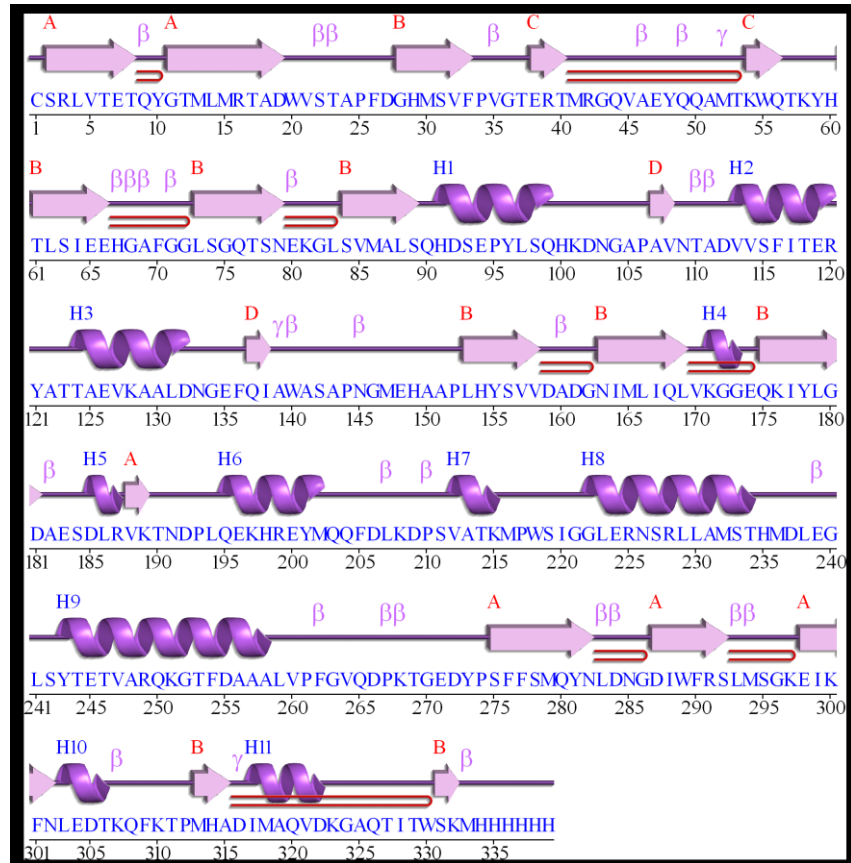 A β A ββ B β C β β γ C
CSRLVTETQYGTMLMRTADWVSTAPFDGHMSVFPVGTERTMRGQVAEYQQAMTKWQTKYH
1 5 10 15 20 25 30 35 40 45 50 55 60
B βββ β B β B H1 D ββ H2
TLSIEEHGAFGGLSGQTSNEKGLSVMALSQHDSEPYLSQHKDNGAPAVNTADVVSFITER
61 65 70 75 80 85 90 95 100 105 110 115 120
H3 D γβ β B β B H4 B
YATTAEVKAALDNGEFQIAWASAPNGMEHAAPLHYSVVDADGNIMLIQLVKGGEQKIYLG
121 125 130 135 140 145 150 155 160 165 170 175 180
β H5 A H6 β β H7 H8 β
DAESDLRVKTNDPLQEKHREYMQQFDLKDPSVATKMPWSIGGLERNSRLLAMSTHMDLEG
181 185 190 195 200 205 210 215 220 225 230 235 240
H9 β ββ A ββ A ββ A
LSYTETVARQKGTFDAAALVPFGVQDPKTGEDYPSFFSMQYNLDNGDIWFRSLMSGKEIK
241 245 250 255 260 265 270 275 280 285 290 295 300
H10 β B γ H11 B β
FNLEDTKQFKTPMHADIMAQVDKGAQTITWSKMHHHHHH
301 305 310 315 320 325 330 335